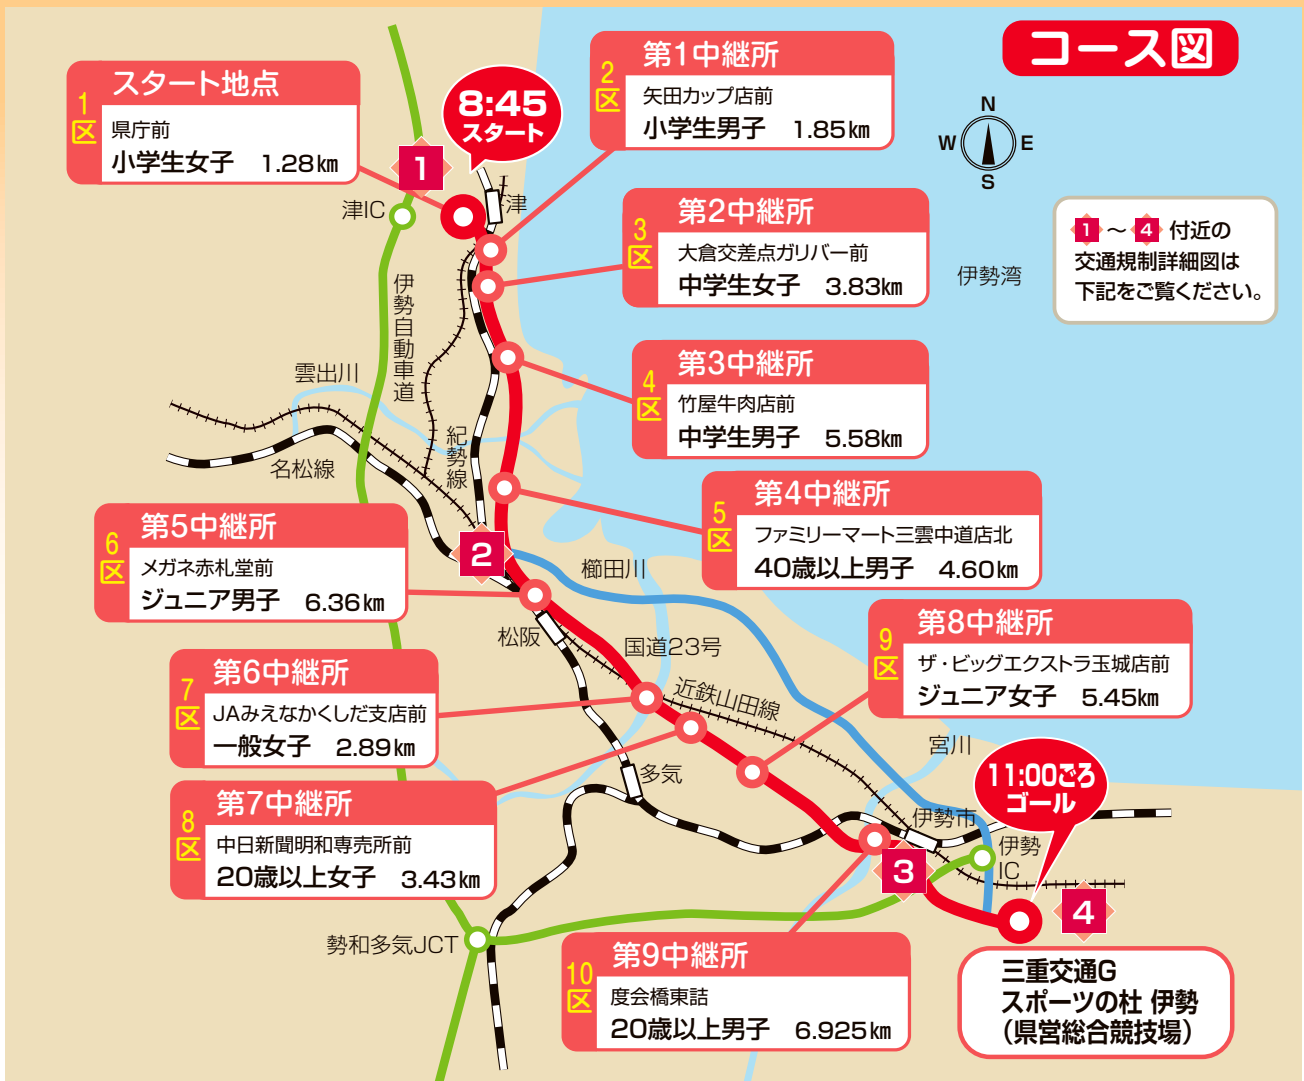 コース図
1区
スタート地点
県庁前
小学生女子 1.28km
8:45
スタート
2区
第1中継所
矢田カップ店前
小学生男子 1.85km
N
W E
S
1 ～ 4 付近の
交通規制詳細図は
下記をご覧ください。
1
津IC
津
3区
第2中継所
大倉交差点ガリバー前
中学生女子 3.83km
伊勢湾
伊勢自動車道
雲出川
4区
第3中継所
竹屋牛肉店前
中学生男子 5.58km
紀勢線
名松線
5区
第4中継所
ファミリーマート三雲中道店北
40歳以上男子 4.60km
6区
第5中継所
メガネ赤札堂前
ジュニア男子 6.36km
2
櫛田川
松阪
国道23号
近鉄山田線
9区
第8中継所
ザ・ビッグエクストラ玉城店前
ジュニア女子 5.45km
7区
第6中継所
JAみえなかくしだ支店前
一般女子 2.89km
多気
宮川
11:00ごろ
ゴール
8区
第7中継所
中日新聞明和専売所前
20歳以上女子 3.43km
伊勢市
伊勢
IC
3
4
勢和多気JCT
10区
第9中継所
度会橋東詰
20歳以上男子 6.925km
三重交通G
スポーツの杜 伊勢
（県営総合競技場）